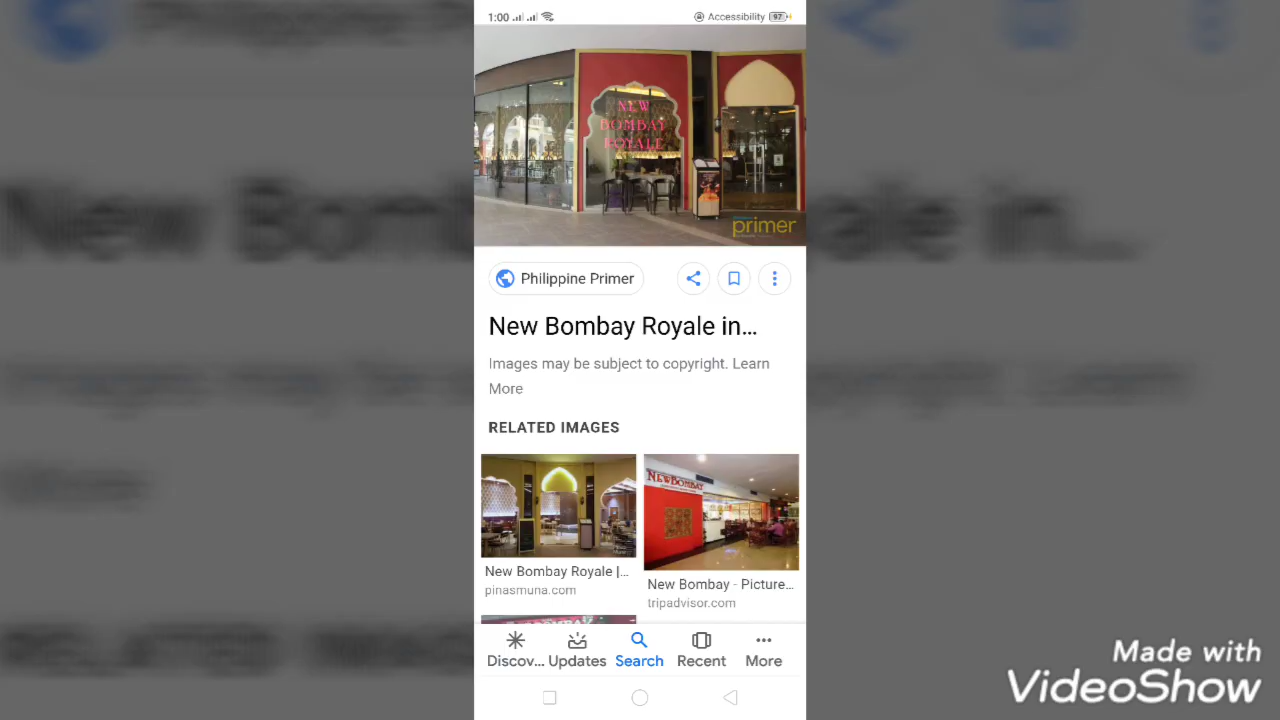 1:00
Accessibility 97
NEW
BOMBAY
ROYALE
primer
Philippine Primer
New Bombay Royale in…
Images may be subject to copyright. Learn
More
RELATED IMAGES
NEW BOMBAY
New Bombay Royale |…
pinasmuna.com
New Bombay - Picture…
tripadvisor.com
Discov… Updates Search Recent More
Made with
VideoShow